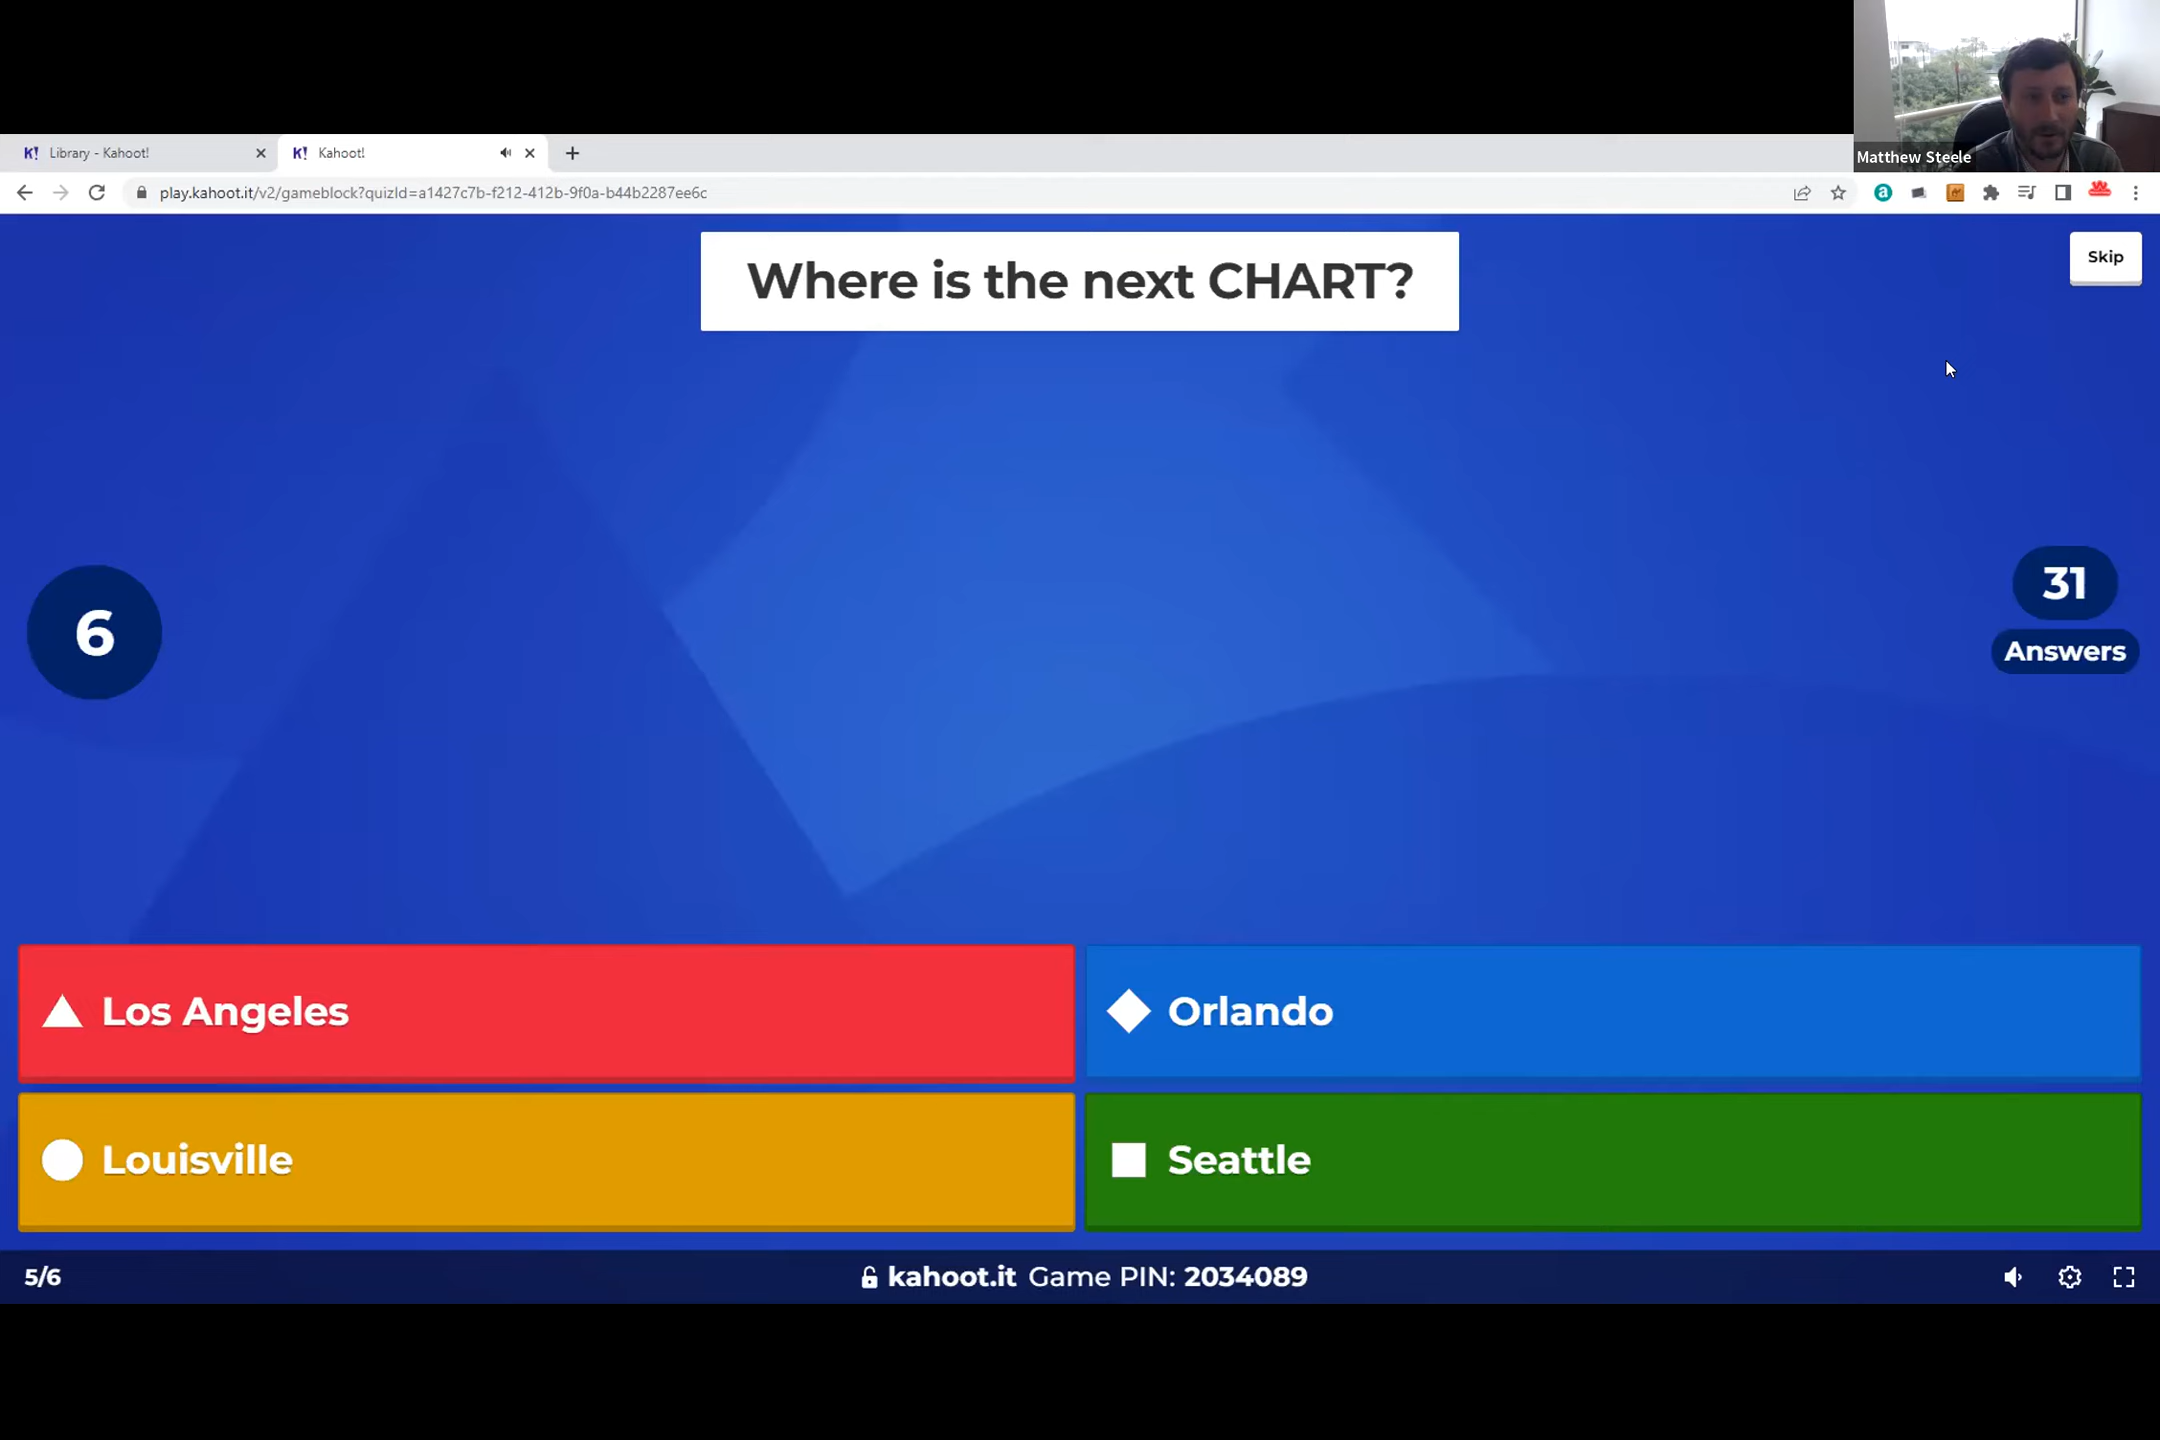 Matthew Steele
K! Library - Kahoot!
K! Kahoot!
play.kahoot.it/v2/gameblock?quizId=a1427c7b-f212-412b-9f0a-b44b2287ee6c
a
Where is the next CHART?
Skip
6
31
Answers
Los Angeles
Orlando
Louisville
Seattle
5/6
kahoot.it Game PIN: 2034089